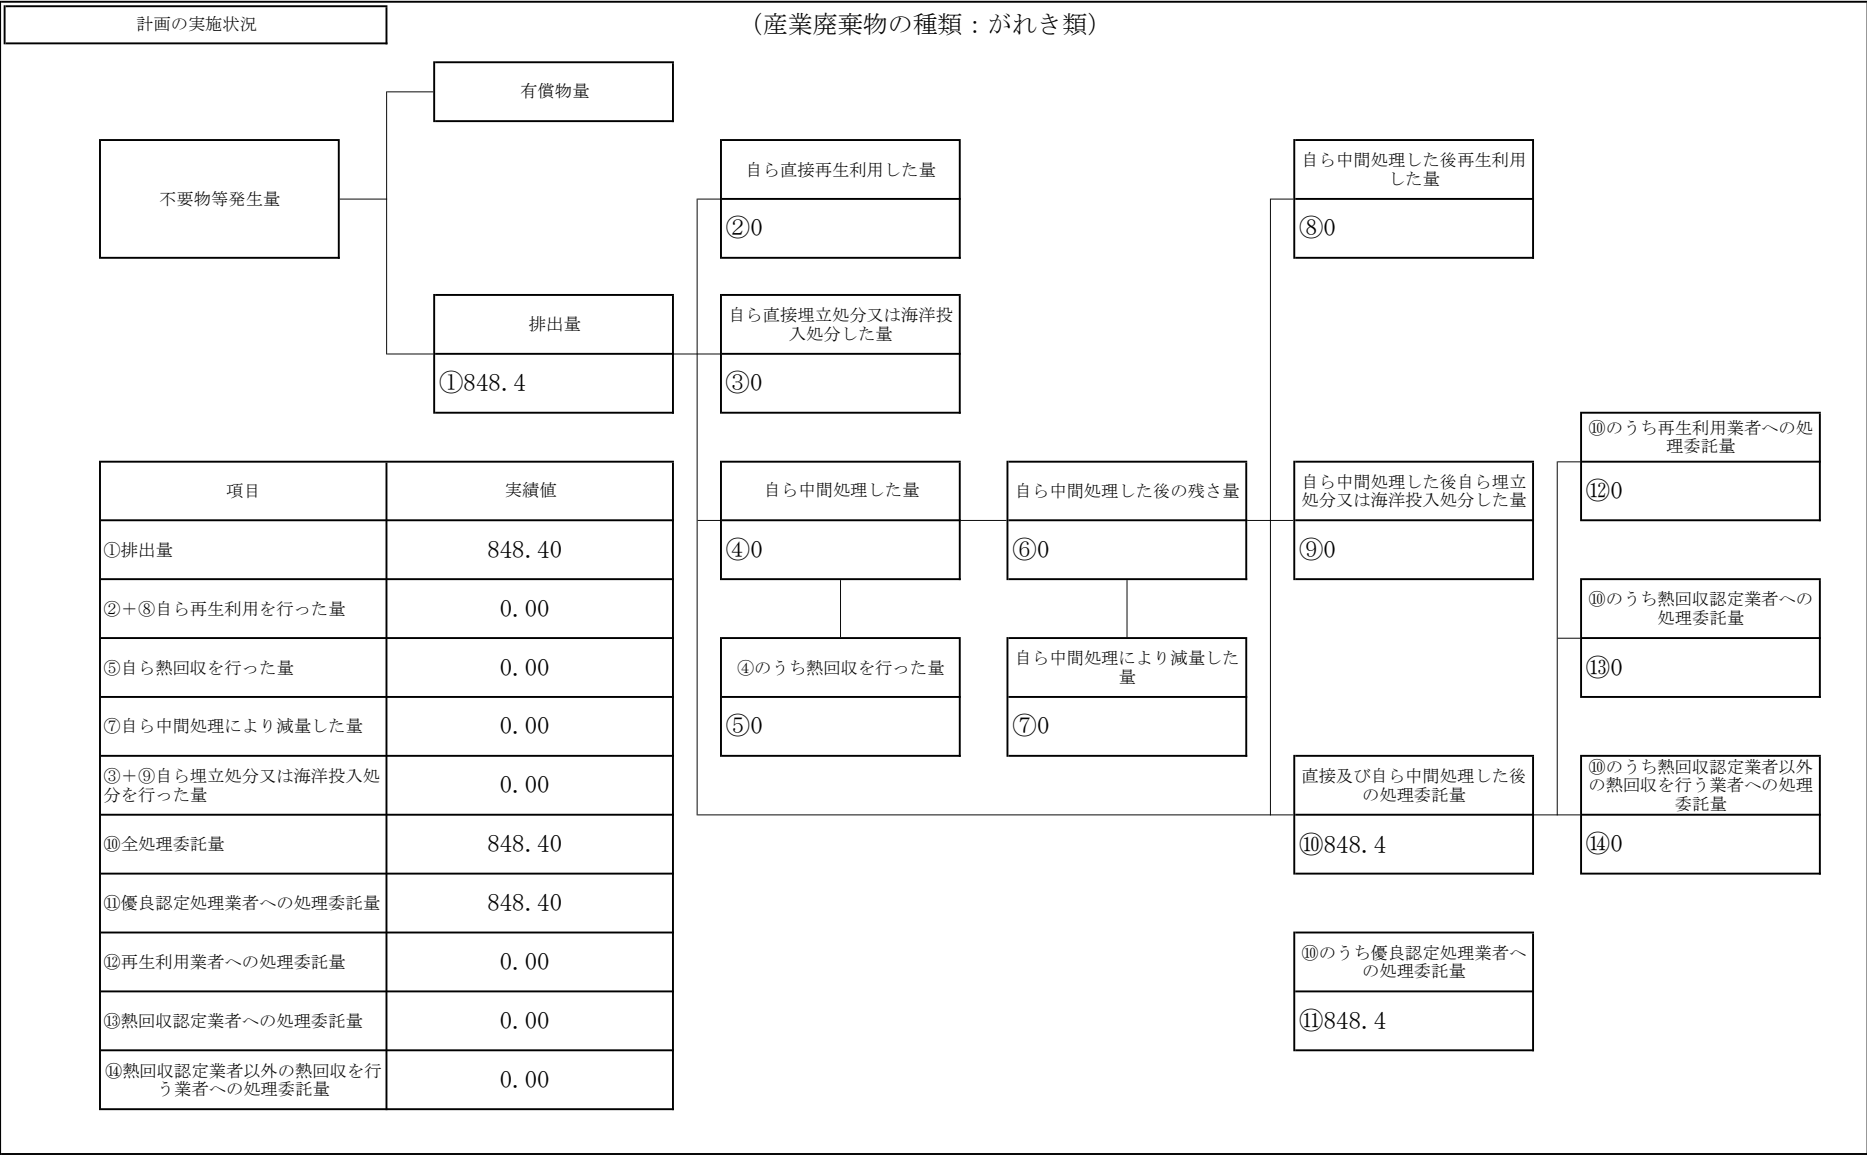 計画の実施状況
（産業廃棄物の種類：がれき類）
有償物量
不要物等発生量
自ら直接再生利用した量
②0
自ら中間処理した後再生利用
した量
⑧0
排出量
①848.4
自ら直接埋立処分又は海洋投
入処分した量
③0
⑩のうち再生利用業者への処
理委託量
⑫0
自ら中間処理した量
④0
自ら中間処理した後の残さ量
⑥0
自ら中間処理した後自ら埋立
処分又は海洋投入処分した量
⑨0
⑩のうち熱回収認定業者への
処理委託量
⑬0
④のうち熱回収を行った量
⑤0
自ら中間処理により減量した
量
⑦0
直接及び自ら中間処理した後
の処理委託量
⑩848.4
⑩のうち熱回収認定業者以外
の熱回収を行う業者への処理
委託量
⑭0
⑩のうち優良認定処理業者へ
の処理委託量
⑪848.4
項目 実績値
①排出量 848.40
②＋⑧自ら再生利用を行った量 0.00
⑤自ら熱回収を行った量 0.00
⑦自ら中間処理により減量した量 0.00
③＋⑨自ら埋立処分又は海洋投入処
分を行った量 0.00
⑩全処理委託量 848.40
⑪優良認定処理業者への処理委託量 848.40
⑫再生利用業者への処理委託量 0.00
⑬熱回収認定業者への処理委託量 0.00
⑭熱回収認定業者以外の熱回収を行
う業者への処理委託量 0.00